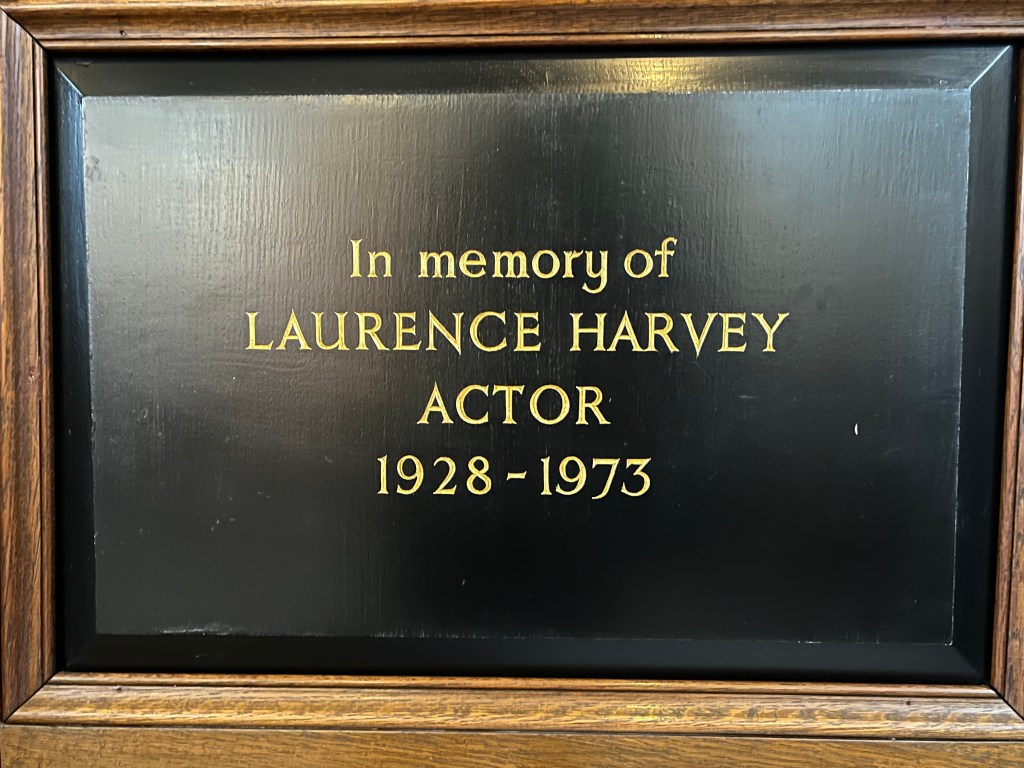 In memory of
LAURENCE HARVEY
ACTOR
1928 - 1973